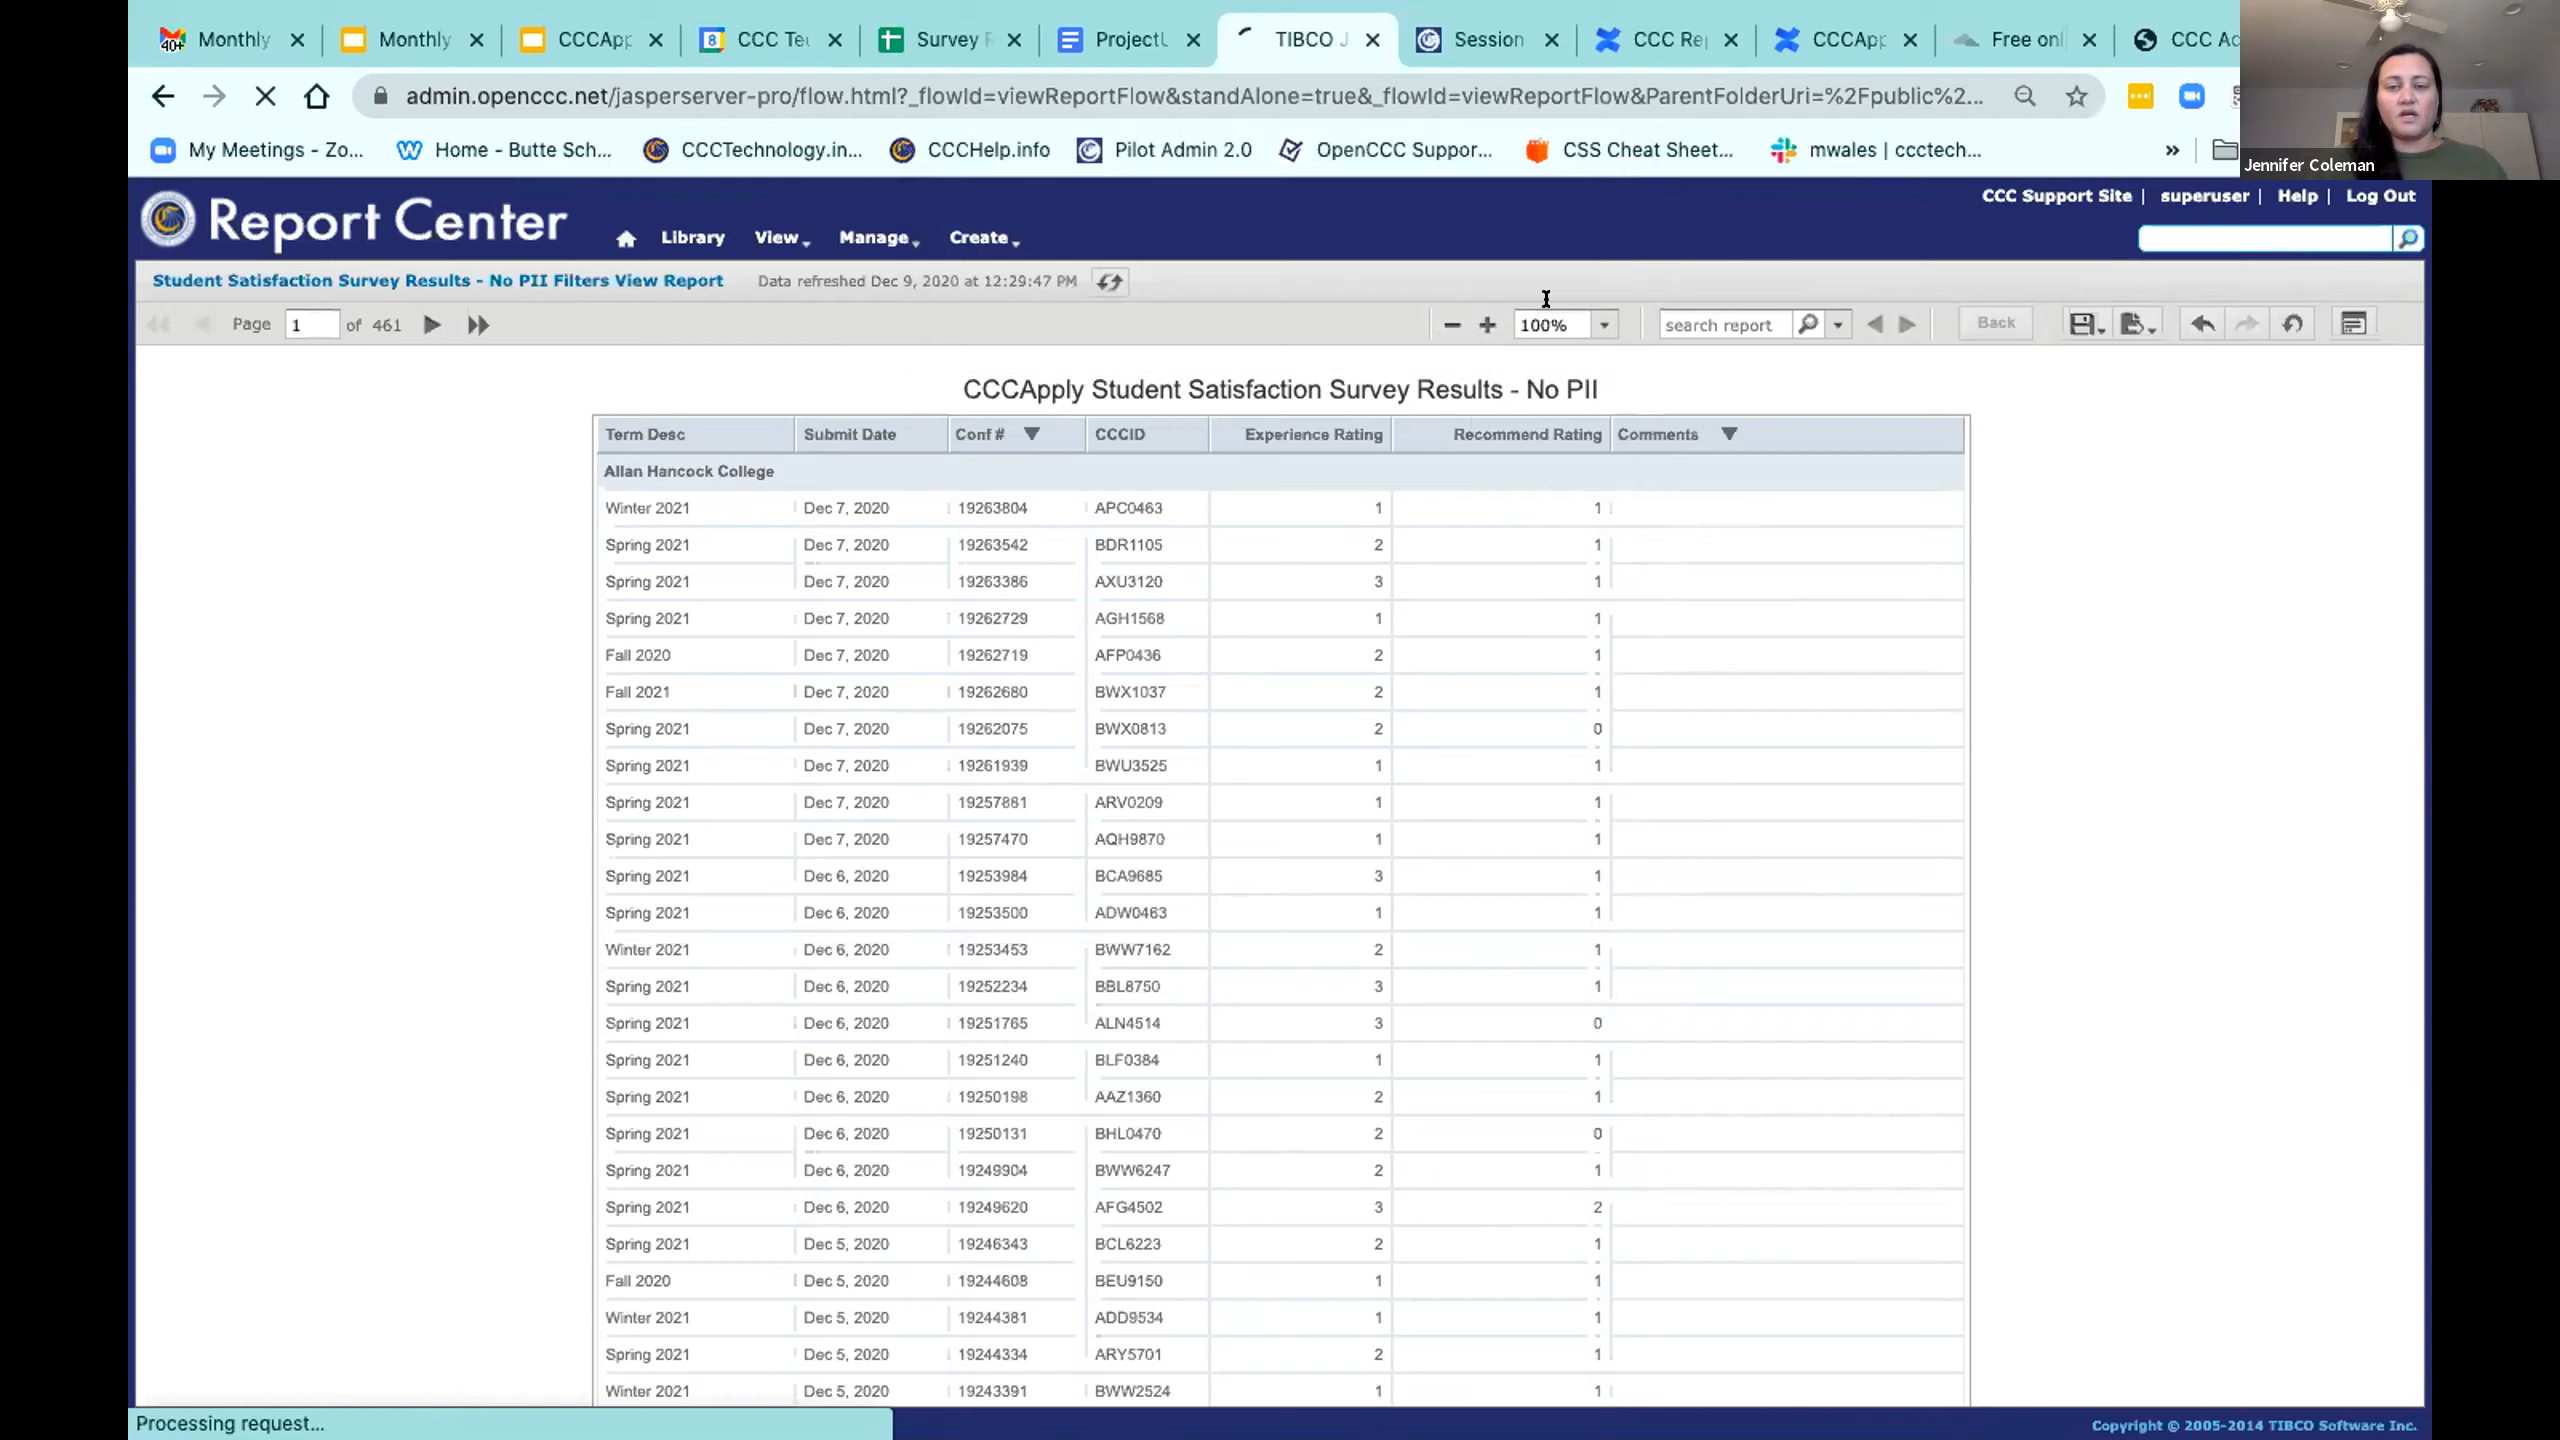 40+ Monthly CCCApp 8 CCC Te Survey R ProjectU TIBCO J Session CCC Re CCCApp Free onl CCC Ac
admin.openccc.net/jasperserver-pro/flow.html?_flowId=viewReportFlow&standAlone=true&_flowId=viewReportFlow&ParentFolderUri=%2Fpublic%2...
My Meetings - Zo... Home - Butte Sch... CCCTechnology.in... CCCHelp.info Pilot Admin 2.0 OpenCCC Suppor... CSS Cheat Sheet... mwales | ccctech... »
Jennifer Coleman
CCC Support Site | superuser | Help | Log Out
Report Center Library View Manage Create
Student Satisfaction Survey Results - No PII Filters View Report Data refreshed Dec 9, 2020 at 12:29:47 PM
Page 1 of 461 100% search report Back
CCCApply Student Satisfaction Survey Results - No PII
Term Desc Submit Date Conf # CCCID Experience Rating Recommend Rating Comments
Allan Hancock College
Winter 2021 Dec 7, 2020 19263804 APC0463 1 1
Spring 2021 Dec 7, 2020 19263542 BDR1105 2 1
Spring 2021 Dec 7, 2020 19263386 AXU3120 3 1
Spring 2021 Dec 7, 2020 19262729 AGH1568 1 1
Fall 2020 Dec 7, 2020 19262719 AFP0436 2 1
Fall 2021 Dec 7, 2020 19262680 BWX1037 2 1
Spring 2021 Dec 7, 2020 19262075 BWX0813 2 0
Spring 2021 Dec 7, 2020 19261939 BWU3525 1 1
Spring 2021 Dec 7, 2020 19257881 ARV0209 1 1
Spring 2021 Dec 7, 2020 19257470 AQH9870 1 1
Spring 2021 Dec 6, 2020 19253984 BCA9685 3 1
Spring 2021 Dec 6, 2020 19253500 ADW0463 1 1
Winter 2021 Dec 6, 2020 19253453 BWW7162 2 1
Spring 2021 Dec 6, 2020 19252234 BBL8750 3 1
Spring 2021 Dec 6, 2020 19251765 ALN4514 3 0
Spring 2021 Dec 6, 2020 19251240 BLF0384 1 1
Spring 2021 Dec 6, 2020 19250198 AAZ1360 2 1
Spring 2021 Dec 6, 2020 19250131 BHL0470 2 0
Spring 2021 Dec 6, 2020 19249904 BWW6247 2 1
Spring 2021 Dec 6, 2020 19249620 AFG4502 3 2
Spring 2021 Dec 5, 2020 19246343 BCL6223 2 1
Fall 2020 Dec 5, 2020 19244608 BEU9150 1 1
Winter 2021 Dec 5, 2020 19244381 ADD9534 1 1
Spring 2021 Dec 5, 2020 19244334 ARY5701 2 1
Winter 2021 Dec 5, 2020 19243391 BWW2524 1 1
Processing request...
Copyright © 2005-2014 TIBCO Software Inc.